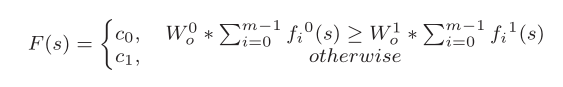 F(s) = { c₀, W_o^0 * ∑_{i=0}^{m−1} f_i^0(s) ≥ W_o^1 * ∑_{i=0}^{m−1} f_i^1(s)
c₁, otherwise